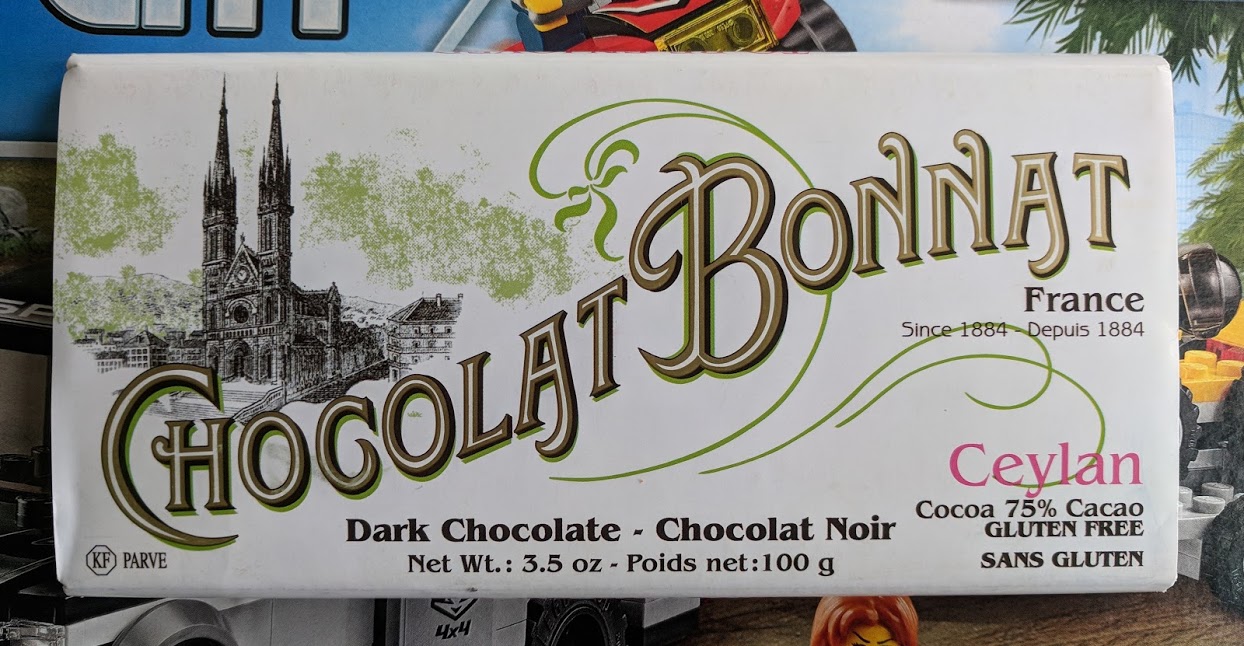 CHOCOLAT BONNAT
France
Since 1884 - Depuis 1884
Ceylan
Cocoa 75% Cacao
GLUTEN FREE
SANS GLUTEN
Dark Chocolate - Chocolat Noir
Net Wt.: 3.5 oz - Poids net:100 g
KF PARVE
4x4